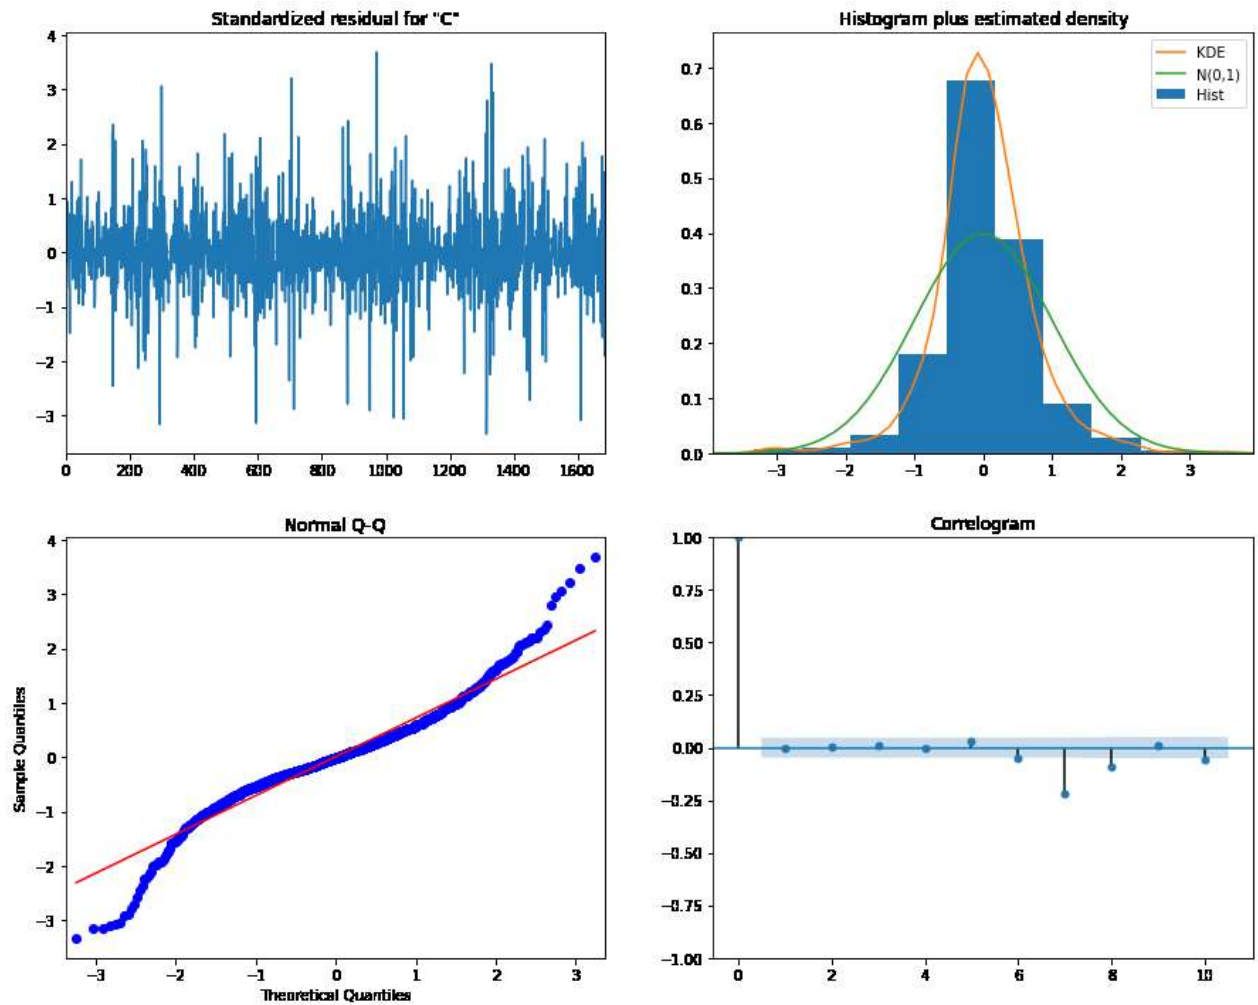 Standardized residual for "C"
4
3
2
1
0
−1
−2
−3
0 200 400 600 800 1000 1200 1400 1600
Histogram plus estimated density
KDE
N(0,1)
Hist
0.7
0.6
0.5
0.4
0.3
0.2
0.1
0.0
−3 −2 −1 0 1 2 3
Normal Q-Q
Sample Quantiles
4
3
2
1
0
−1
−2
−3
−3 −2 −1 0 1 2 3
Theoretical Quantiles
Correlogram
1.00
0.75
0.50
0.25
0.00
−0.25
−0.50
−0.75
−1.00
0 2 4 6 8 10